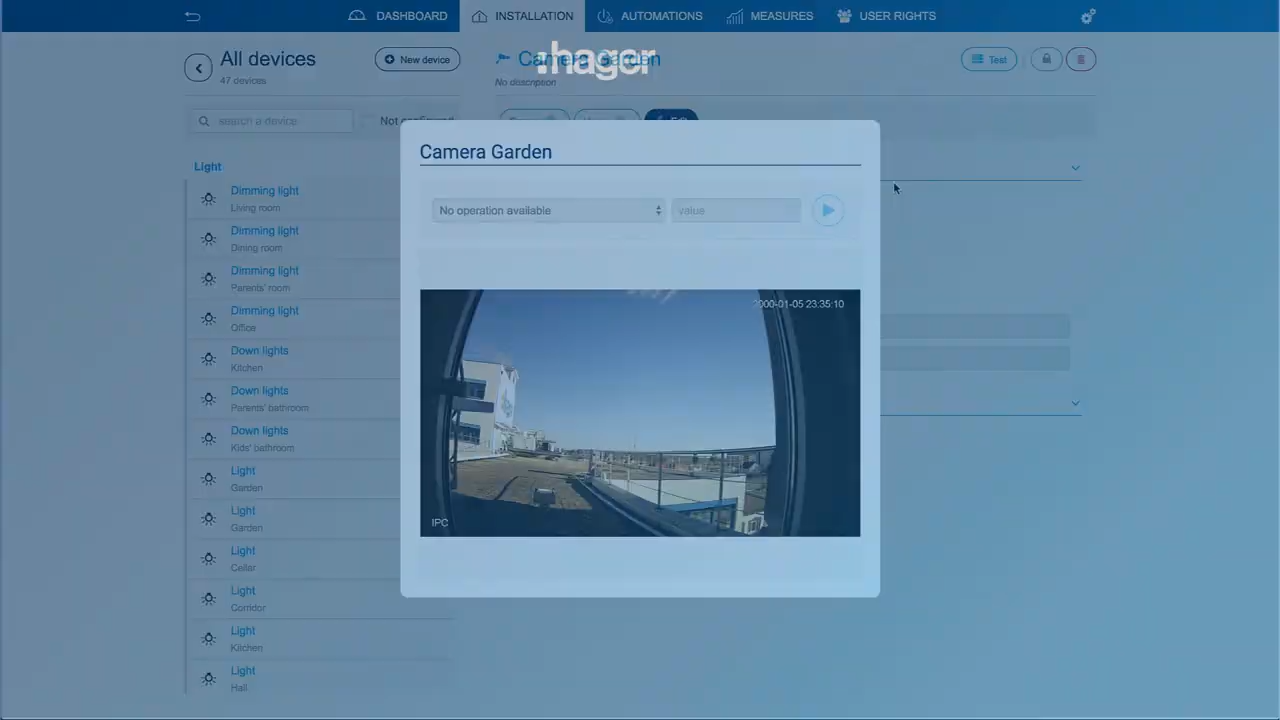 DASHBOARD
INSTALLATION
AUTOMATIONS
MEASURES
USER RIGHTS
All devices
47 devices
New device
search a device
Not configured
Light
Dimming light
Living room
Dimming light
Dining room
Dimming light
Parents' room
Dimming light
Office
Down lights
Kitchen
Down lights
Parents' bathroom
Down lights
Kids' bathroom
Light
Garden
Light
Garden
Light
Cellar
Light
Corridor
Light
Kitchen
Light
Hall
Camera Garden
:hager
No description
Test
Edit
Camera Garden
No operation available
value
2000-01-05 23:35:10
IPC